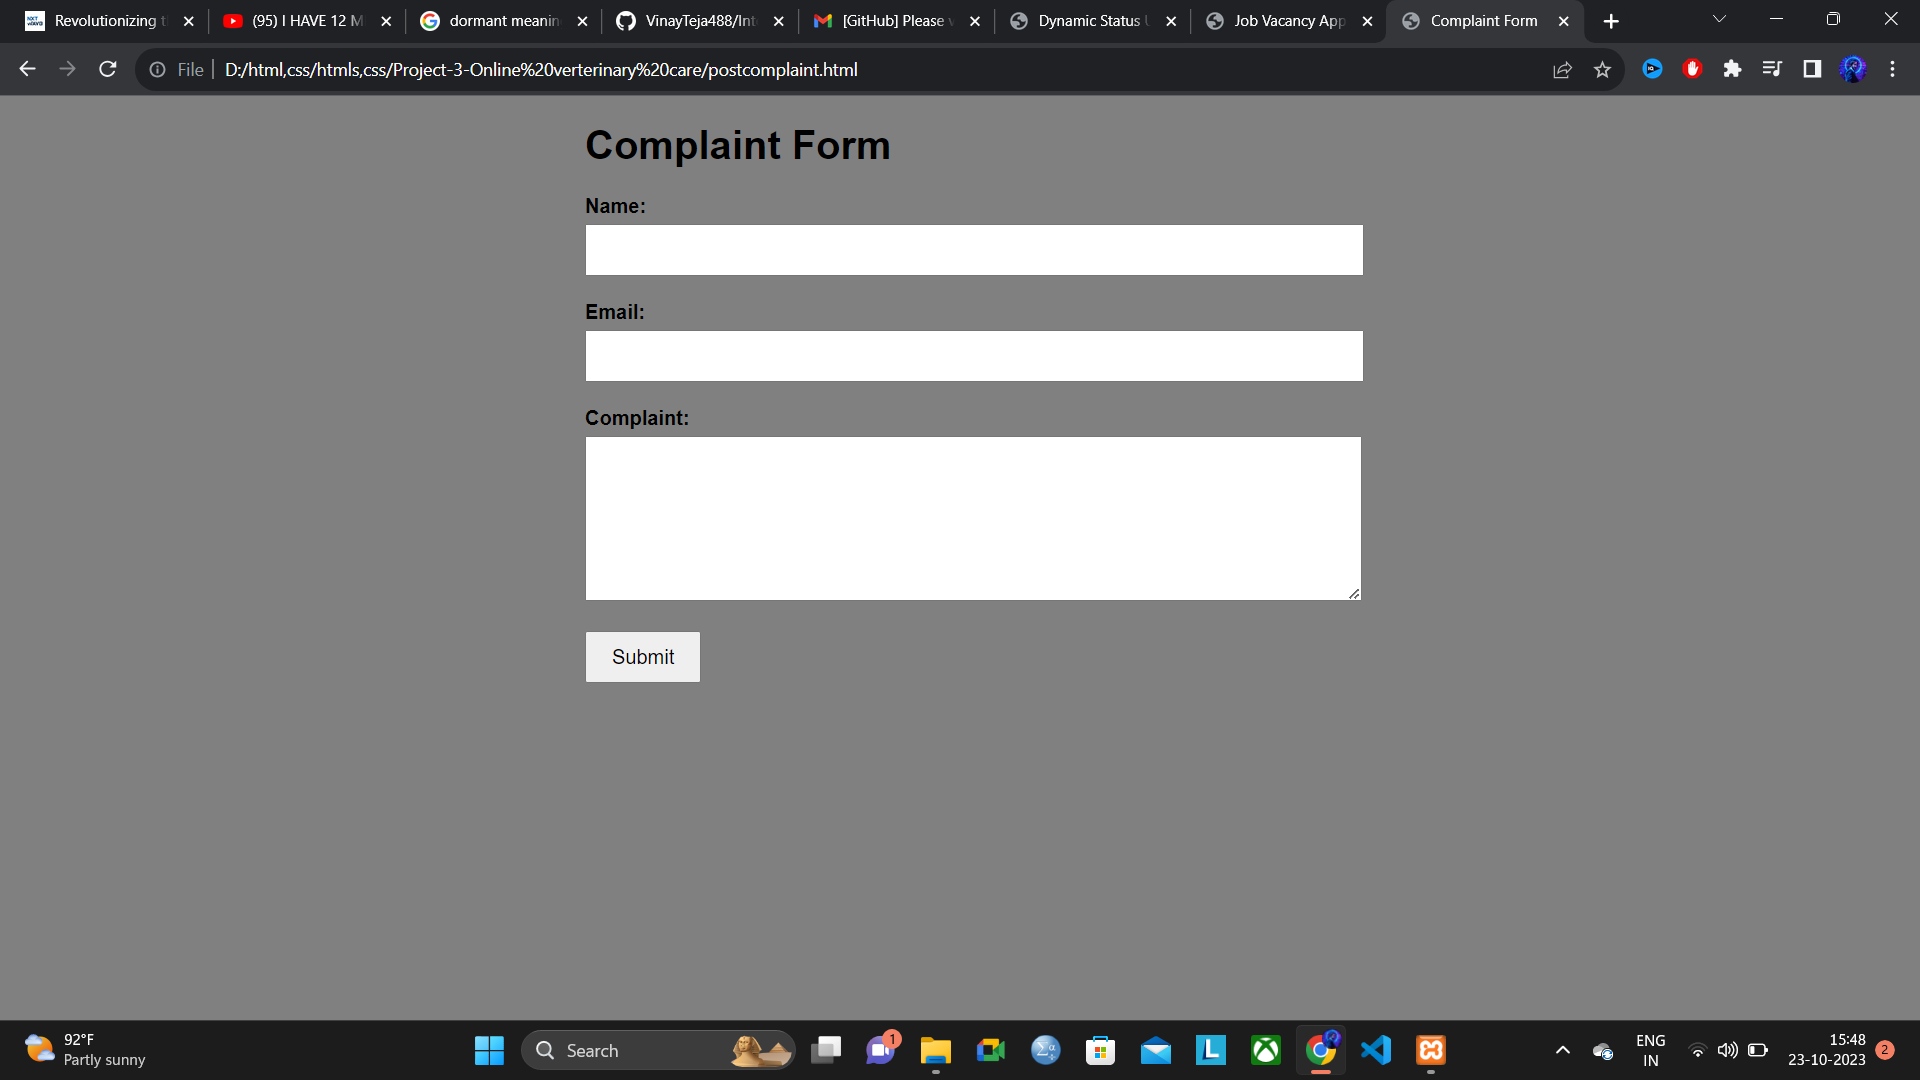 Revolutionizing t
(95) I HAVE 12 M
dormant meanin
VinayTeja488/Int
[GitHub] Please v
Dynamic Status U
Job Vacancy App
Complaint Form
File
D:/html,css/htmls,css/Project-3-Online%20verterinary%20care/postcomplaint.html
Complaint Form
Name:
Email:
Complaint:
Submit
92°F
Partly sunny
Search
1
ENG
IN
15:48
23-10-2023
2